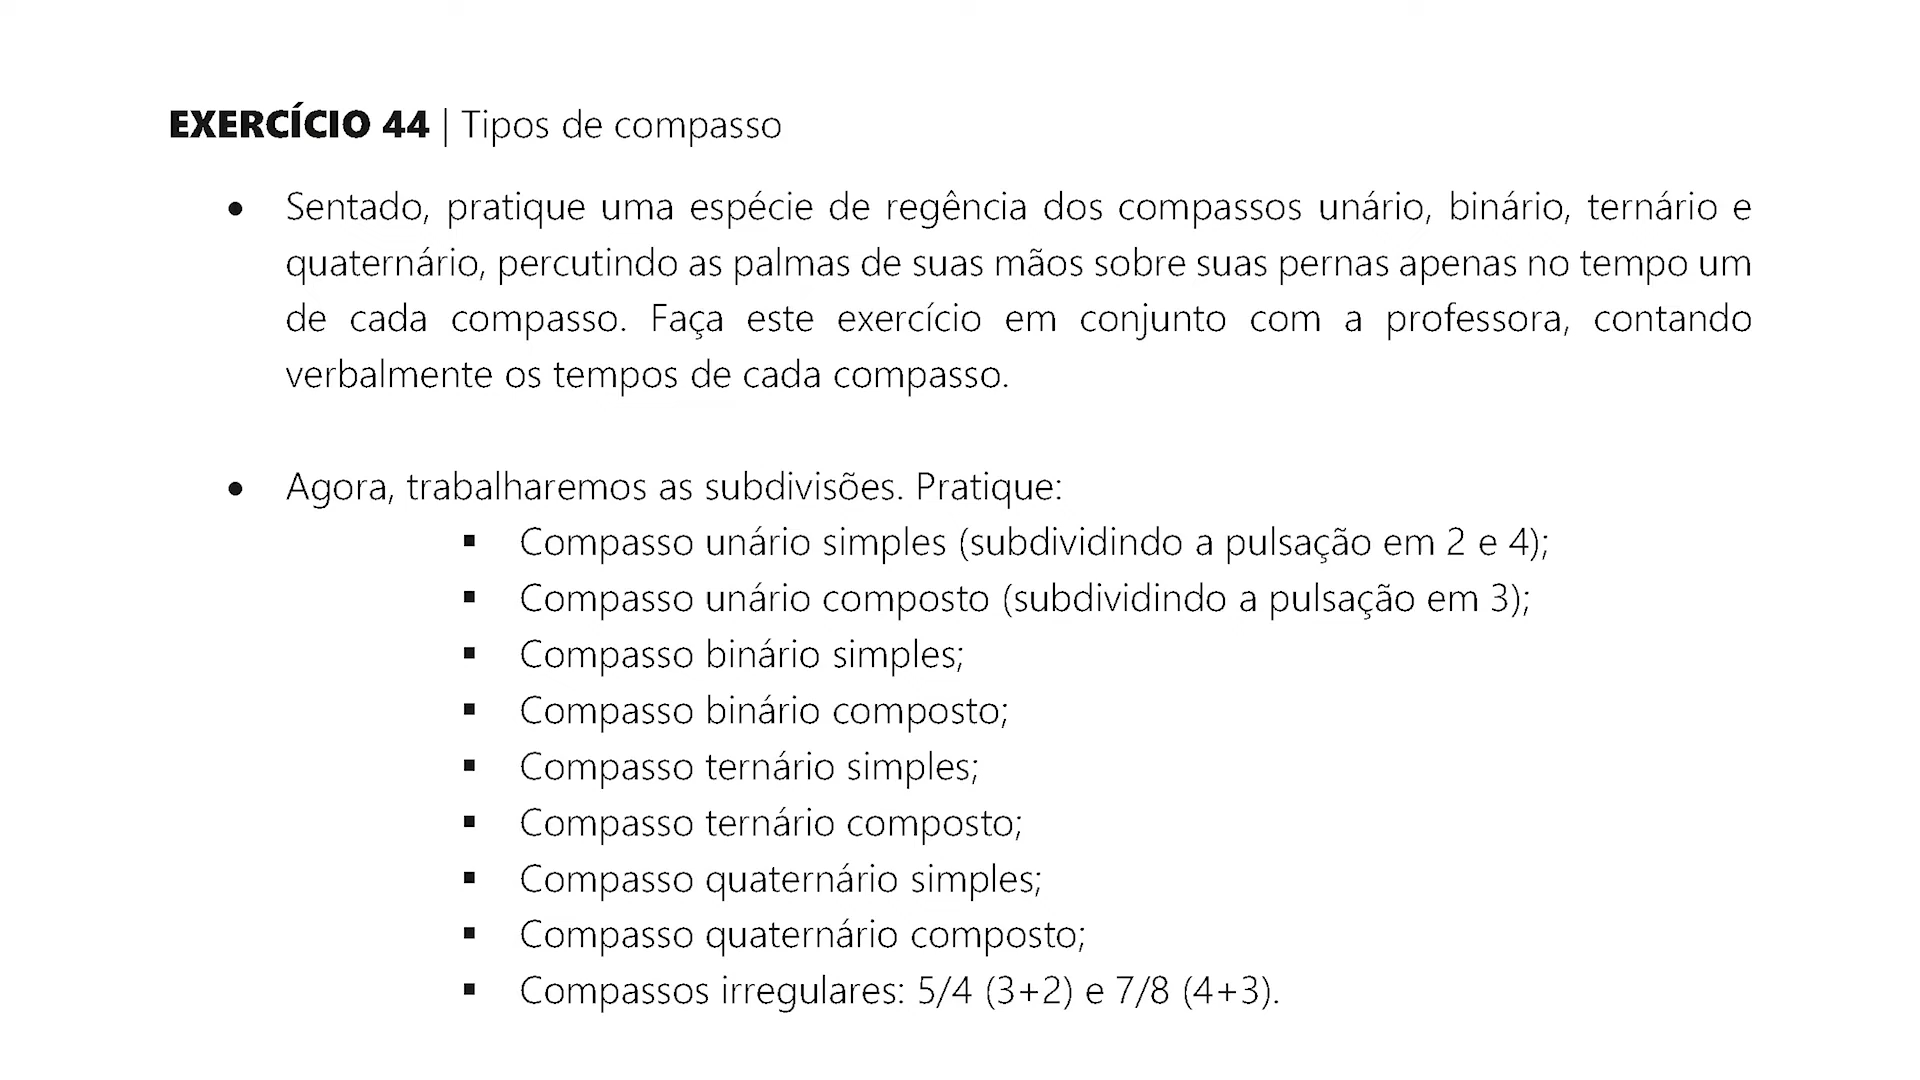 EXERCÍCIO 44 | Tipos de compasso
• Sentado, pratique uma espécie de regência dos compassos unário, binário, ternário e
quaternário, percutindo as palmas de suas mãos sobre suas pernas apenas no tempo um
de cada compasso. Faça este exercício em conjunto com a professora, contando
verbalmente os tempos de cada compasso.
• Agora, trabalharemos as subdivisões. Pratique:
▪ Compasso unário simples (subdividindo a pulsação em 2 e 4);
▪ Compasso unário composto (subdividindo a pulsação em 3);
▪ Compasso binário simples;
▪ Compasso binário composto;
▪ Compasso ternário simples;
▪ Compasso ternário composto;
▪ Compasso quaternário simples;
▪ Compasso quaternário composto;
▪ Compassos irregulares: 5/4 (3+2) e 7/8 (4+3).